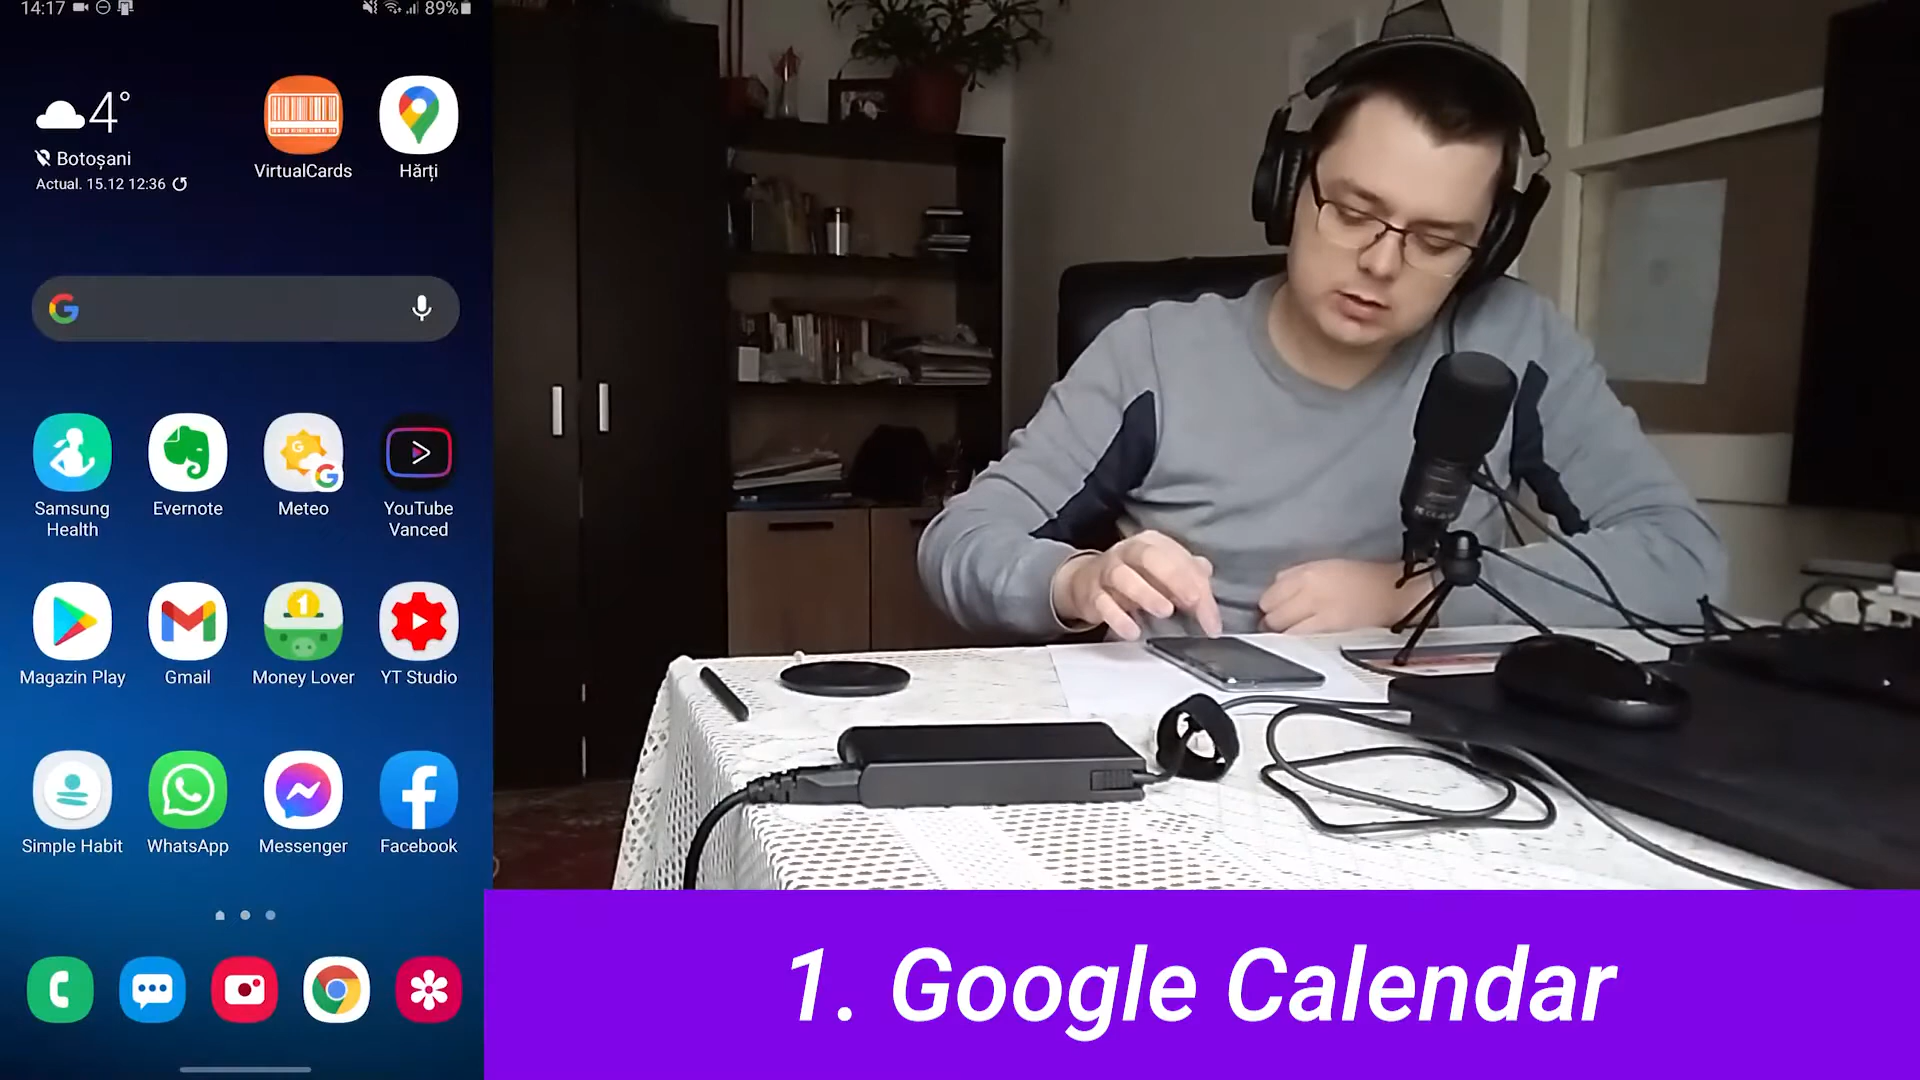 14:17
89%
4°
Botoșani
Actual. 15.12 12:36
VirtualCards
Hărți
Samsung Health
Evernote
Meteo
YouTube Vanced
Magazin Play
Gmail
Money Lover
YT Studio
Simple Habit
WhatsApp
Messenger
Facebook
1. Google Calendar